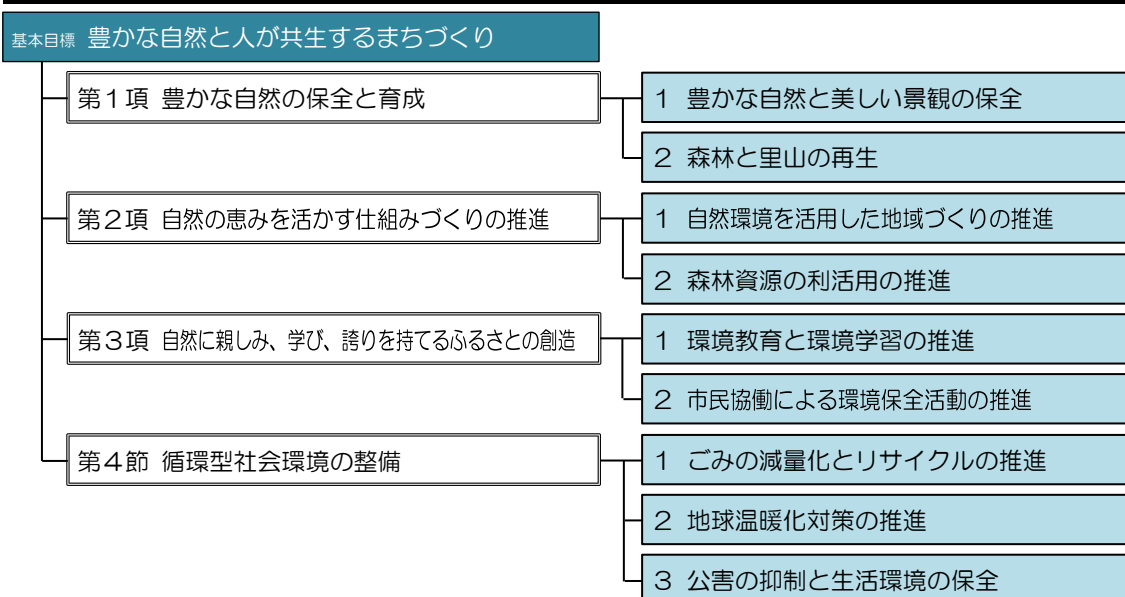 基本目標 豊かな自然と人が共生するまちづくり
第1項 豊かな自然の保全と育成
1 豊かな自然と美しい景観の保全
2 森林と里山の再生
第2項 自然の恵みを活かす仕組みづくりの推進
1 自然環境を活用した地域づくりの推進
2 森林資源の利活用の推進
第3項 自然に親しみ、学び、誇りを持てるふるさとの創造
1 環境教育と環境学習の推進
2 市民協働による環境保全活動の推進
第4節 循環型社会環境の整備
1 ごみの減量化とリサイクルの推進
2 地球温暖化対策の推進
3 公害の抑制と生活環境の保全